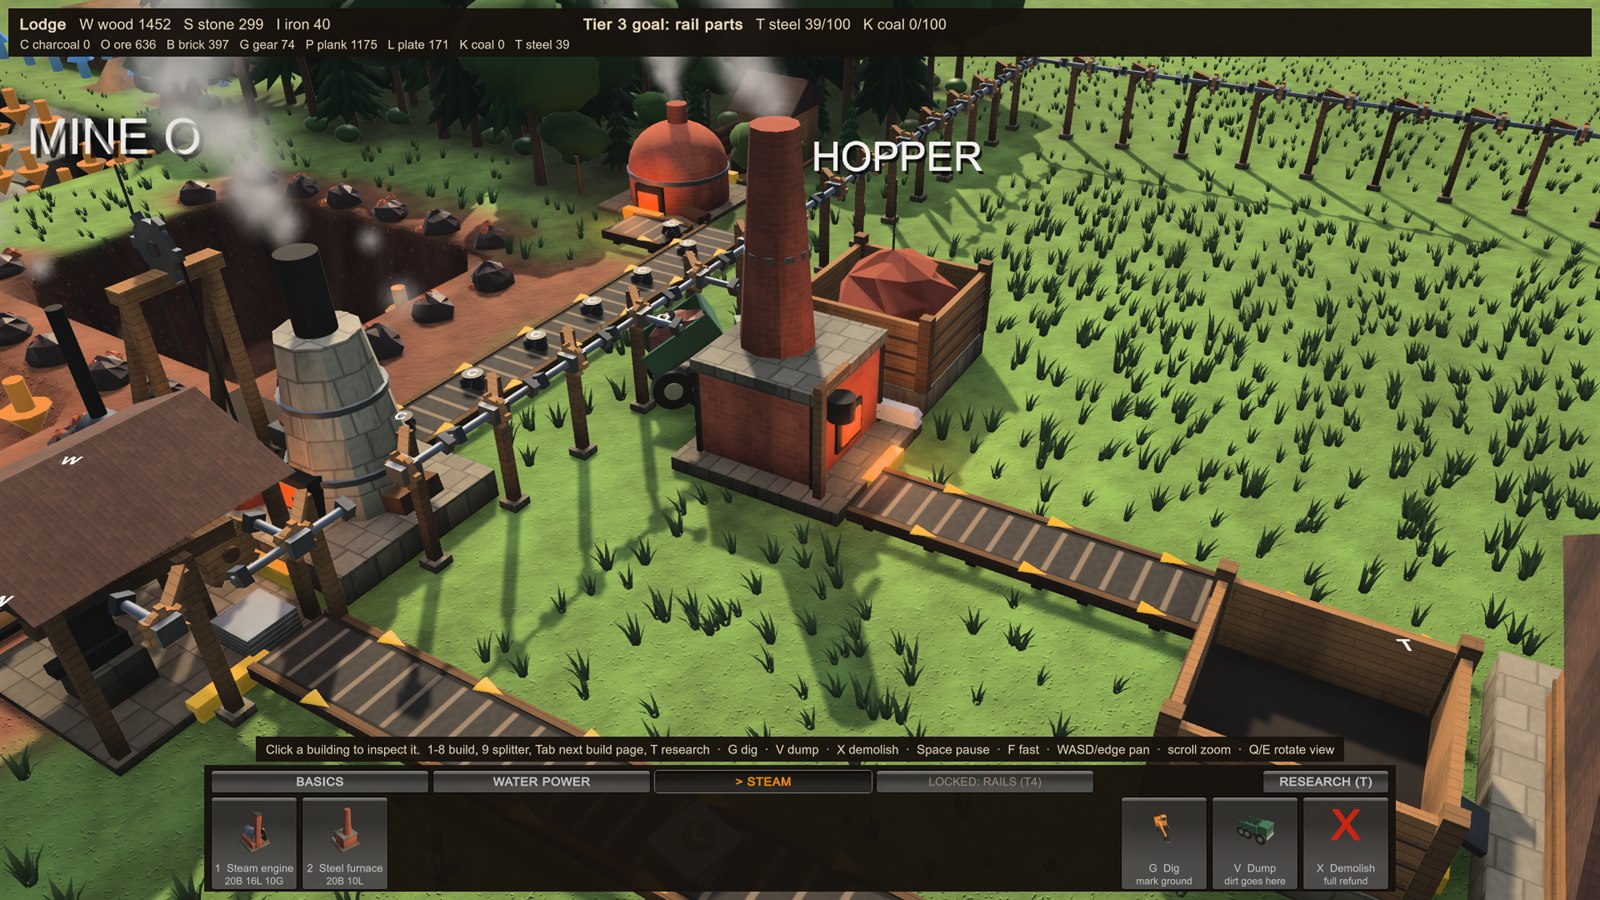 Lodge W wood 1452 S stone 299 I iron 40
Tier 3 goal: rail parts T steel 39/100 K coal 0/100
C charcoal 0 O ore 636 B brick 397 G gear 74 P plank 1175 L plate 171 K coal 0 T steel 39
MINE O
HOPPER
C
C
W
W
T
Click a building to inspect it. 1-8 build, 9 splitter, Tab next build page, T research · G dig · V dump · X demolish · Space pause · F fast · WASD/edge pan · scroll zoom · Q/E rotate view
BASICS
WATER POWER
> STEAM
LOCKED: RAILS (T4)
RESEARCH (T)
1 Steam engine
20B 16L 10G
2 Steel furnace
20B 10L
G Dig
mark ground
V Dump
dirt goes here
X Demolish
full refund